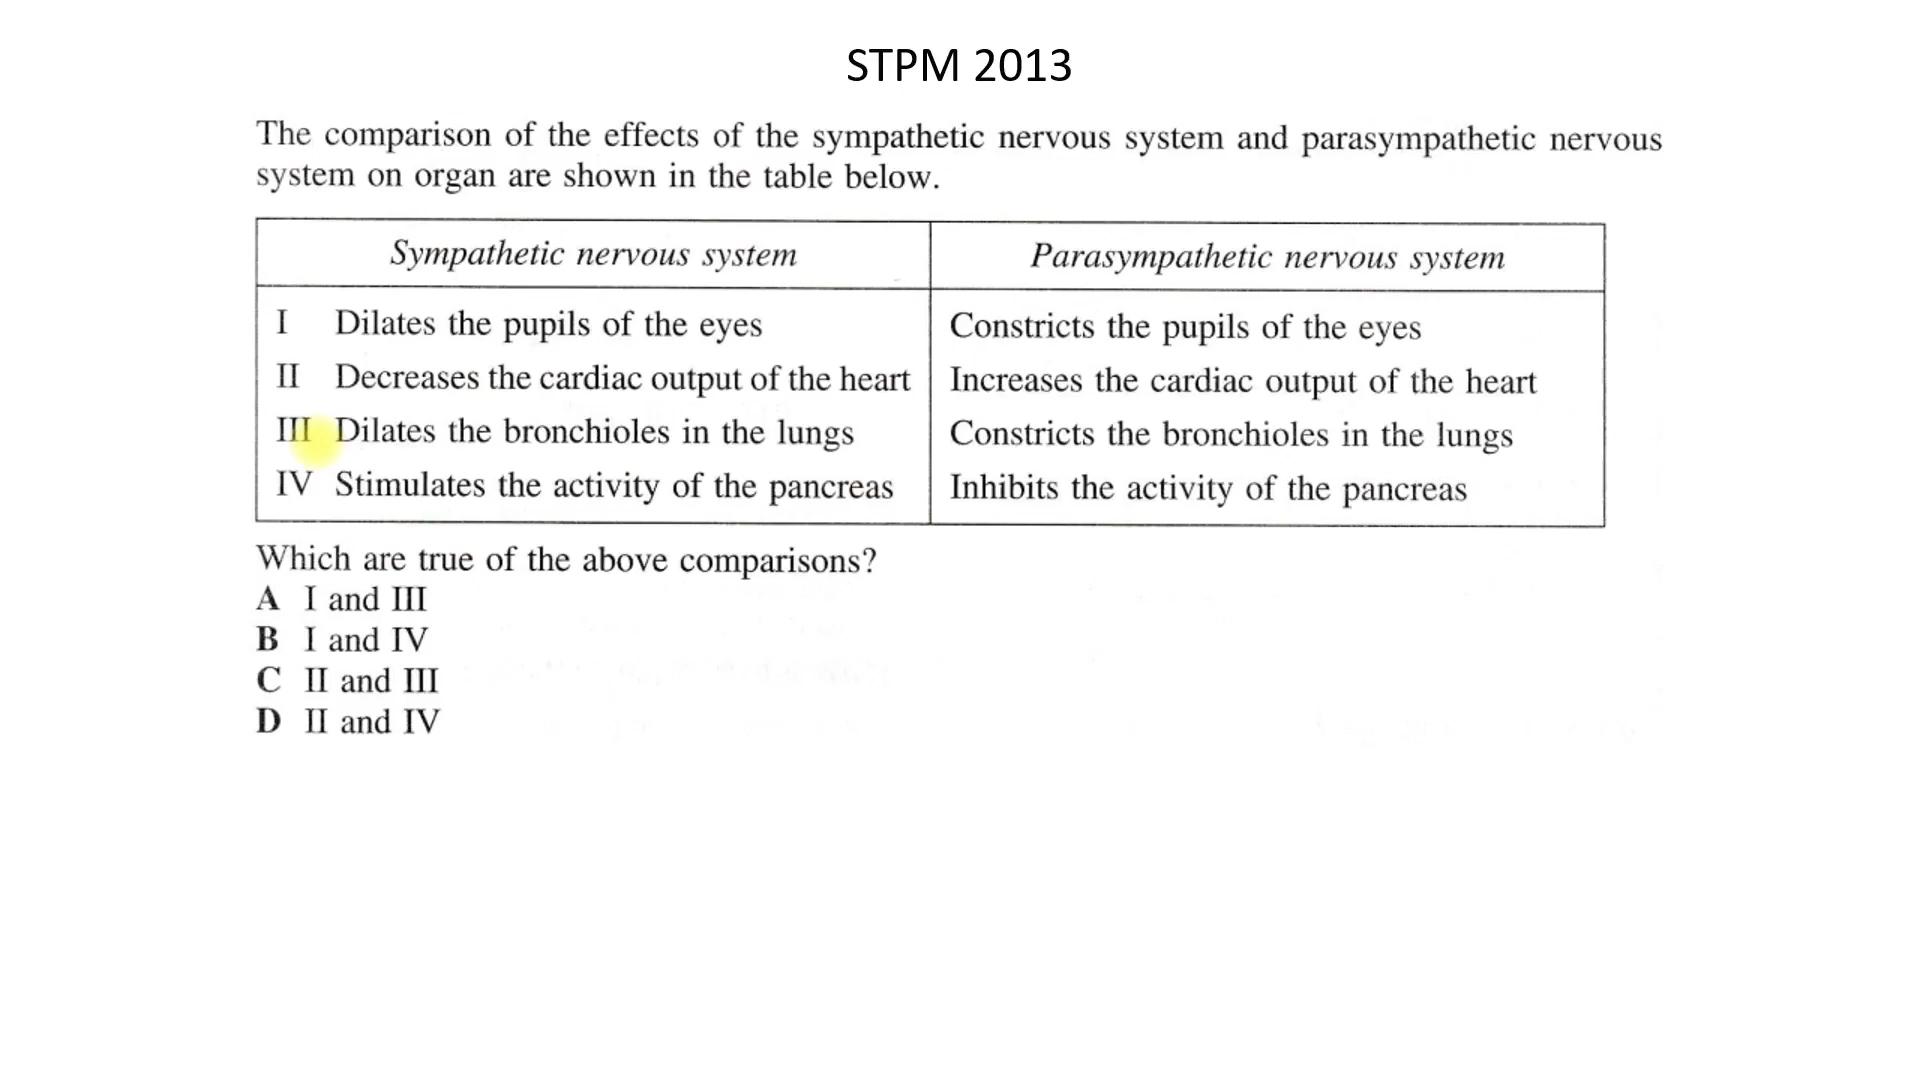 STPM 2013
The comparison of the effects of the sympathetic nervous system and parasympathetic nervous
system on organ are shown in the table below.
Sympathetic nervous system Parasympathetic nervous system
I Dilates the pupils of the eyes Constricts the pupils of the eyes
II Decreases the cardiac output of the heart Increases the cardiac output of the heart
III Dilates the bronchioles in the lungs Constricts the bronchioles in the lungs
IV Stimulates the activity of the pancreas Inhibits the activity of the pancreas
Which are true of the above comparisons?
A I and III
B I and IV
C II and III
D II and IV